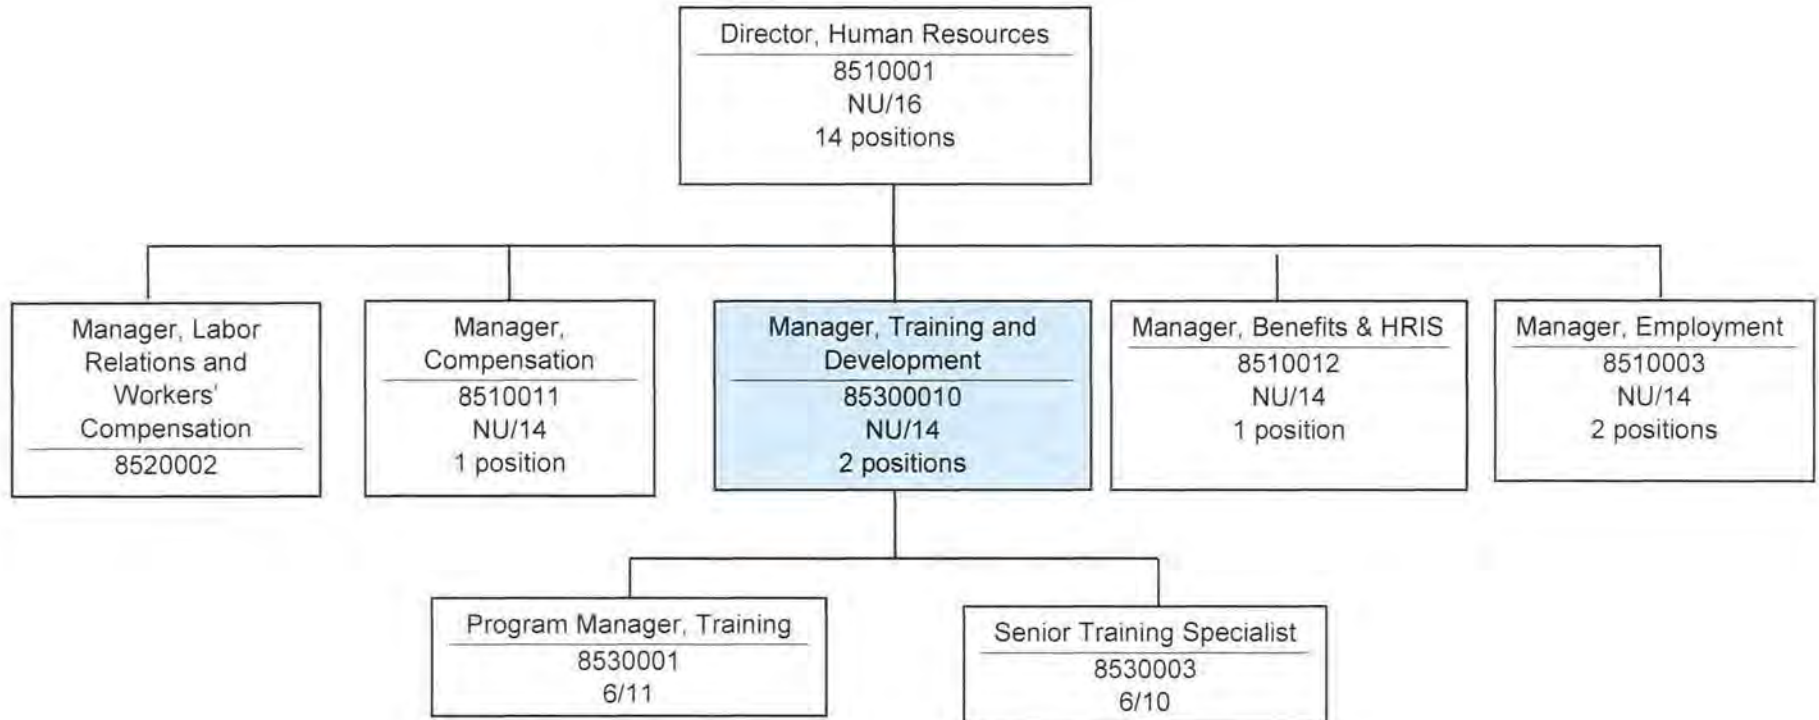 Director, Human Resources
8510001
NU/16
14 positions
Manager, Labor
Relations and
Workers'
Compensation
8520002
Manager,
Compensation
8510011
NU/14
1 position
Manager, Training and
Development
85300010
NU/14
2 positions
Manager, Benefits & HRIS
8510012
NU/14
1 position
Manager, Employment
8510003
NU/14
2 positions
Program Manager, Training
8530001
6/11
Senior Training Specialist
8530003
6/10